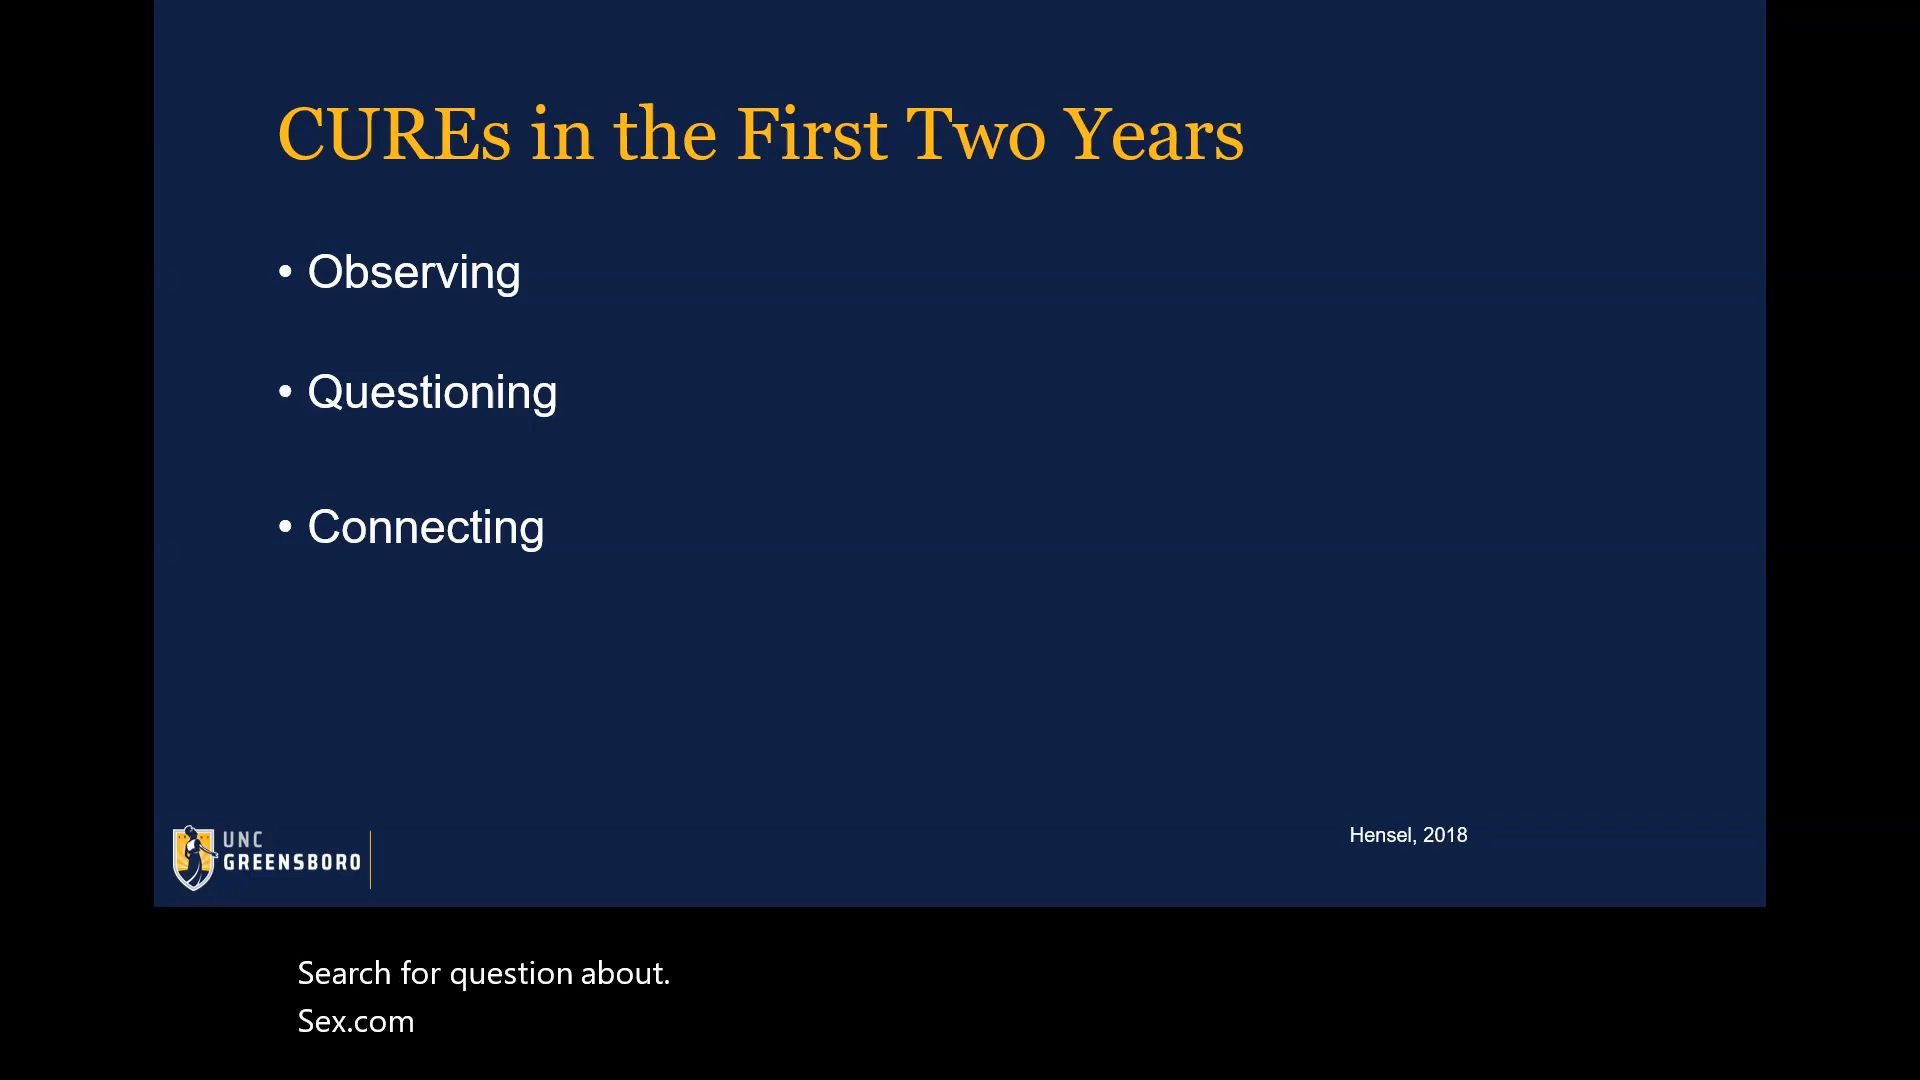 CUREs in the First Two Years
• Observing
• Questioning
• Connecting
UNC
GREENSBORO
Hensel, 2018
Search for question about.
Sex.com